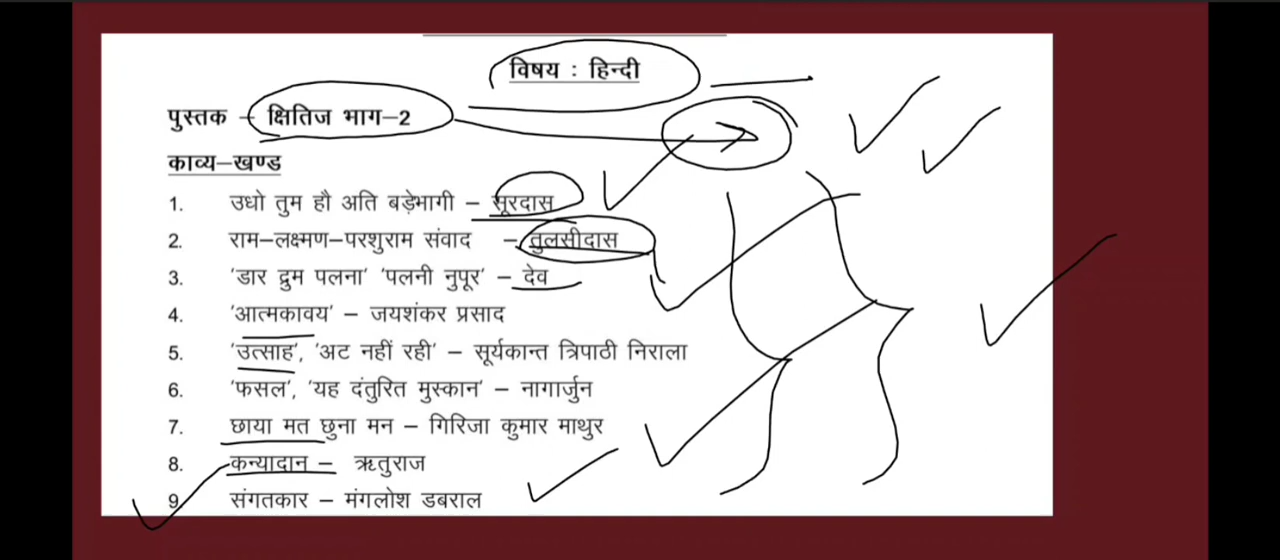 विषय : हिन्दी
पुस्तक – क्षितिज भाग–2
काव्य–खण्ड
1. उधो तुम हौ अति बड़ेभागी – सूरदास
2. राम–लक्ष्मण–परशुराम संवाद – तुलसीदास
3. 'डार द्रुम पलना' 'पलनी नुपूर' – देव
4. 'आत्मकावय' – जयशंकर प्रसाद
5. 'उत्साह', 'अट नहीं रही' – सूर्यकान्त त्रिपाठी निराला
6. 'फसल', 'यह दंतुरित मुस्कान' – नागार्जुन
7. छाया मत छुना मन – गिरिजा कुमार माथुर
8. कन्यादान – ऋतुराज
9. संगतकार – मंगलोश डबराल